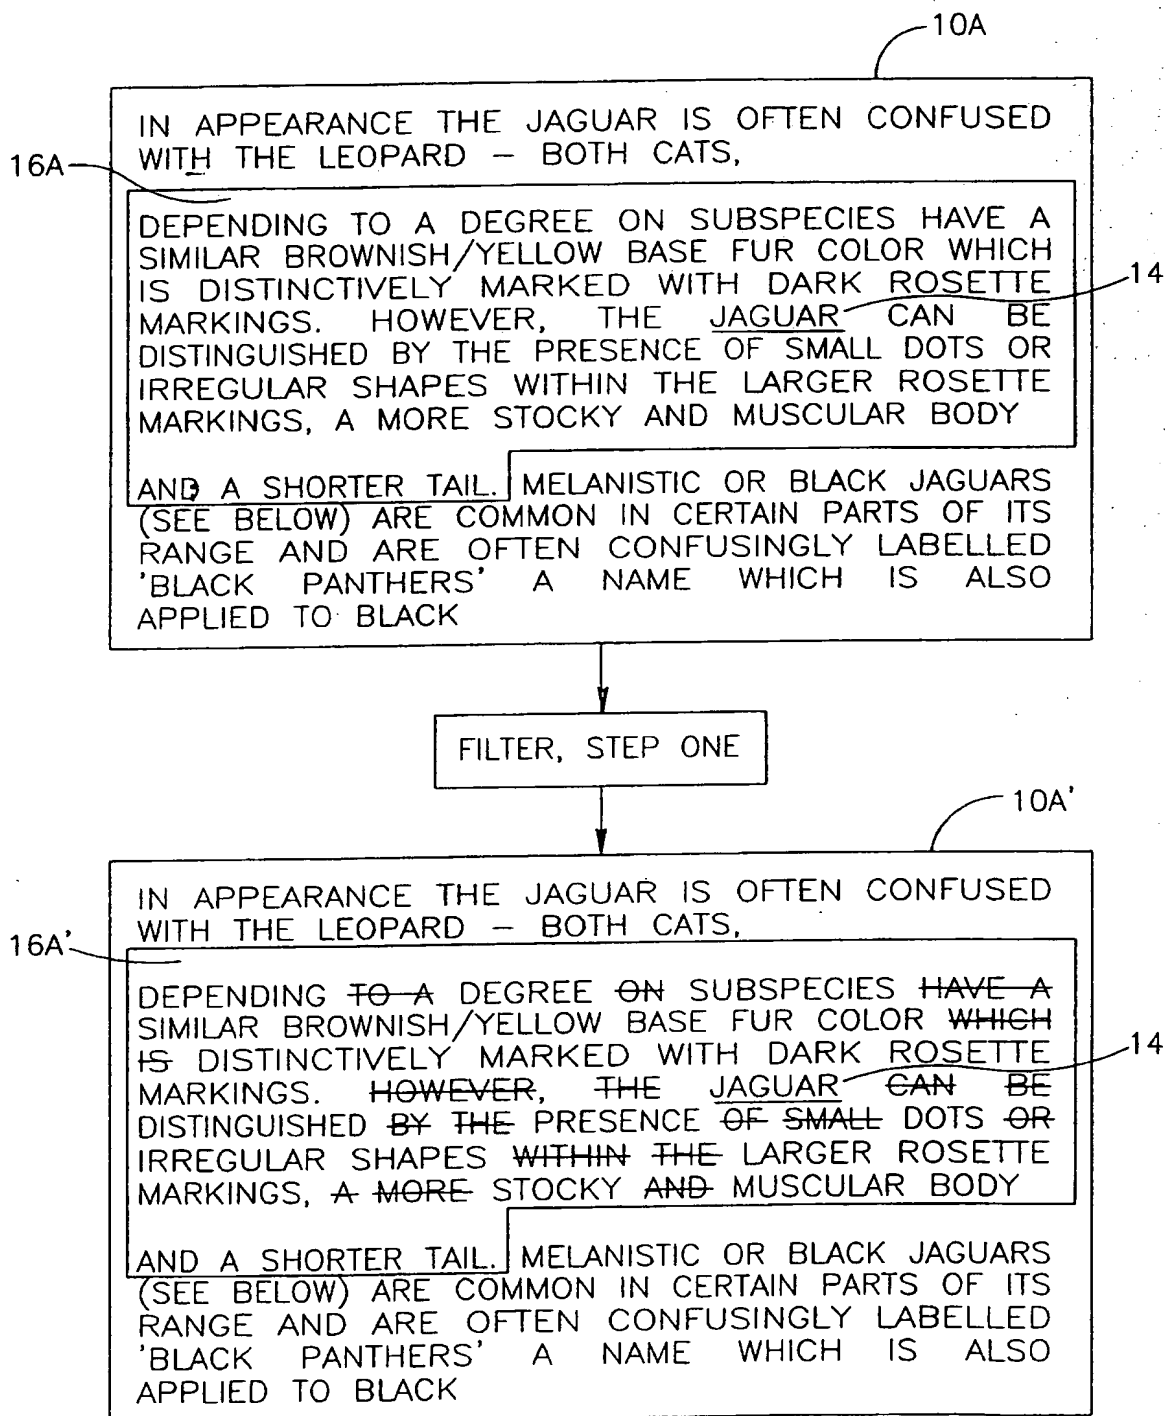 10A
IN APPEARANCE THE JAGUAR IS OFTEN CONFUSED
WITH THE LEOPARD – BOTH CATS,
16A
DEPENDING TO A DEGREE ON SUBSPECIES HAVE A
SIMILAR BROWNISH/YELLOW BASE FUR COLOR WHICH
IS DISTINCTIVELY MARKED WITH DARK ROSETTE
14
MARKINGS. HOWEVER, THE JAGUAR CAN BE
DISTINGUISHED BY THE PRESENCE OF SMALL DOTS OR
IRREGULAR SHAPES WITHIN THE LARGER ROSETTE
MARKINGS, A MORE STOCKY AND MUSCULAR BODY
AND A SHORTER TAIL. MELANISTIC OR BLACK JAGUARS
(SEE BELOW) ARE COMMON IN CERTAIN PARTS OF ITS
RANGE AND ARE OFTEN CONFUSINGLY LABELLED
'BLACK PANTHERS' A NAME WHICH IS ALSO
APPLIED TO BLACK
FILTER, STEP ONE
10A'
IN APPEARANCE THE JAGUAR IS OFTEN CONFUSED
WITH THE LEOPARD – BOTH CATS,
16A'
DEPENDING TO A DEGREE ON SUBSPECIES HAVE A
SIMILAR BROWNISH/YELLOW BASE FUR COLOR WHICH
IS DISTINCTIVELY MARKED WITH DARK ROSETTE
14
MARKINGS. HOWEVER, THE JAGUAR CAN BE
DISTINGUISHED BY THE PRESENCE OF SMALL DOTS OR
IRREGULAR SHAPES WITHIN THE LARGER ROSETTE
MARKINGS, A MORE STOCKY AND MUSCULAR BODY
AND A SHORTER TAIL. MELANISTIC OR BLACK JAGUARS
(SEE BELOW) ARE COMMON IN CERTAIN PARTS OF ITS
RANGE AND ARE OFTEN CONFUSINGLY LABELLED
'BLACK PANTHERS' A NAME WHICH IS ALSO
APPLIED TO BLACK